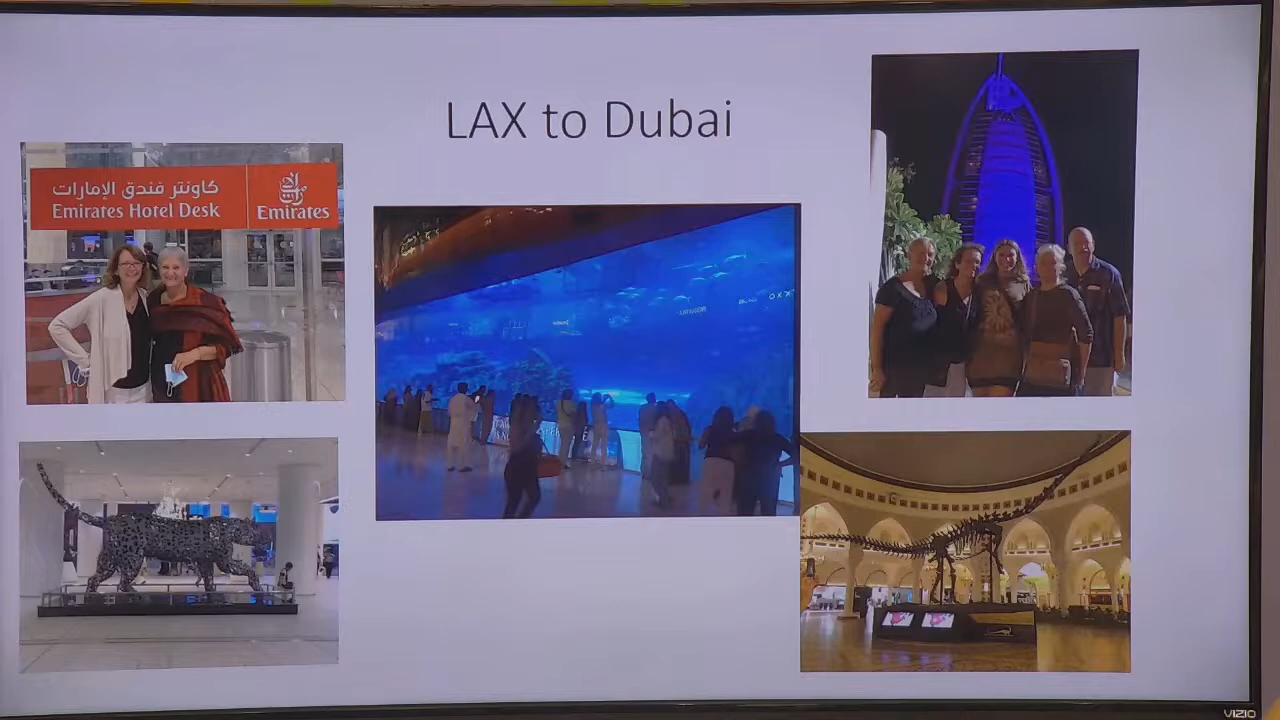 LAX to Dubai
كاونتر فندق الإمارات
Emirates Hotel Desk
Emirates
VIZIO